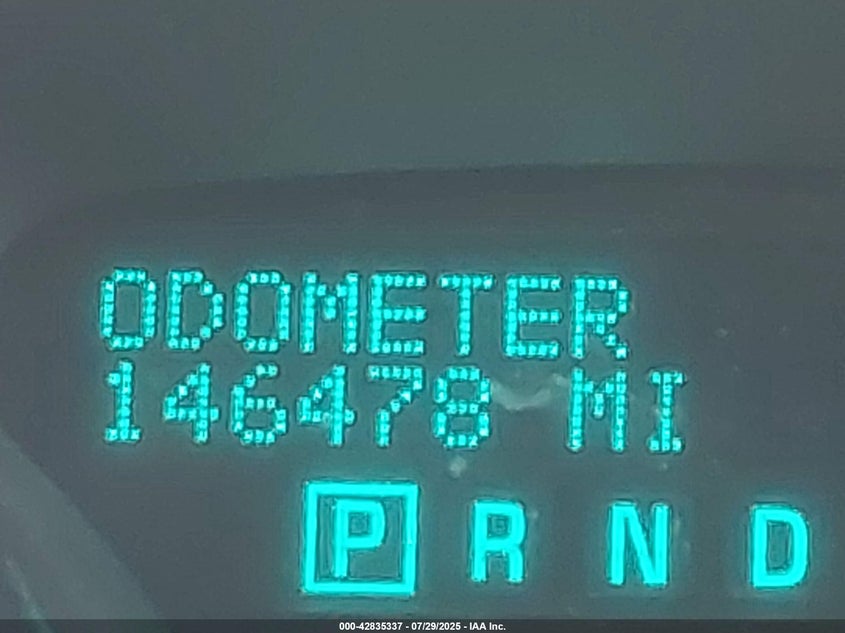 ODOMETER
146478 MI
P R N D
000-42835337 - 07/29/2025 - IAA Inc.